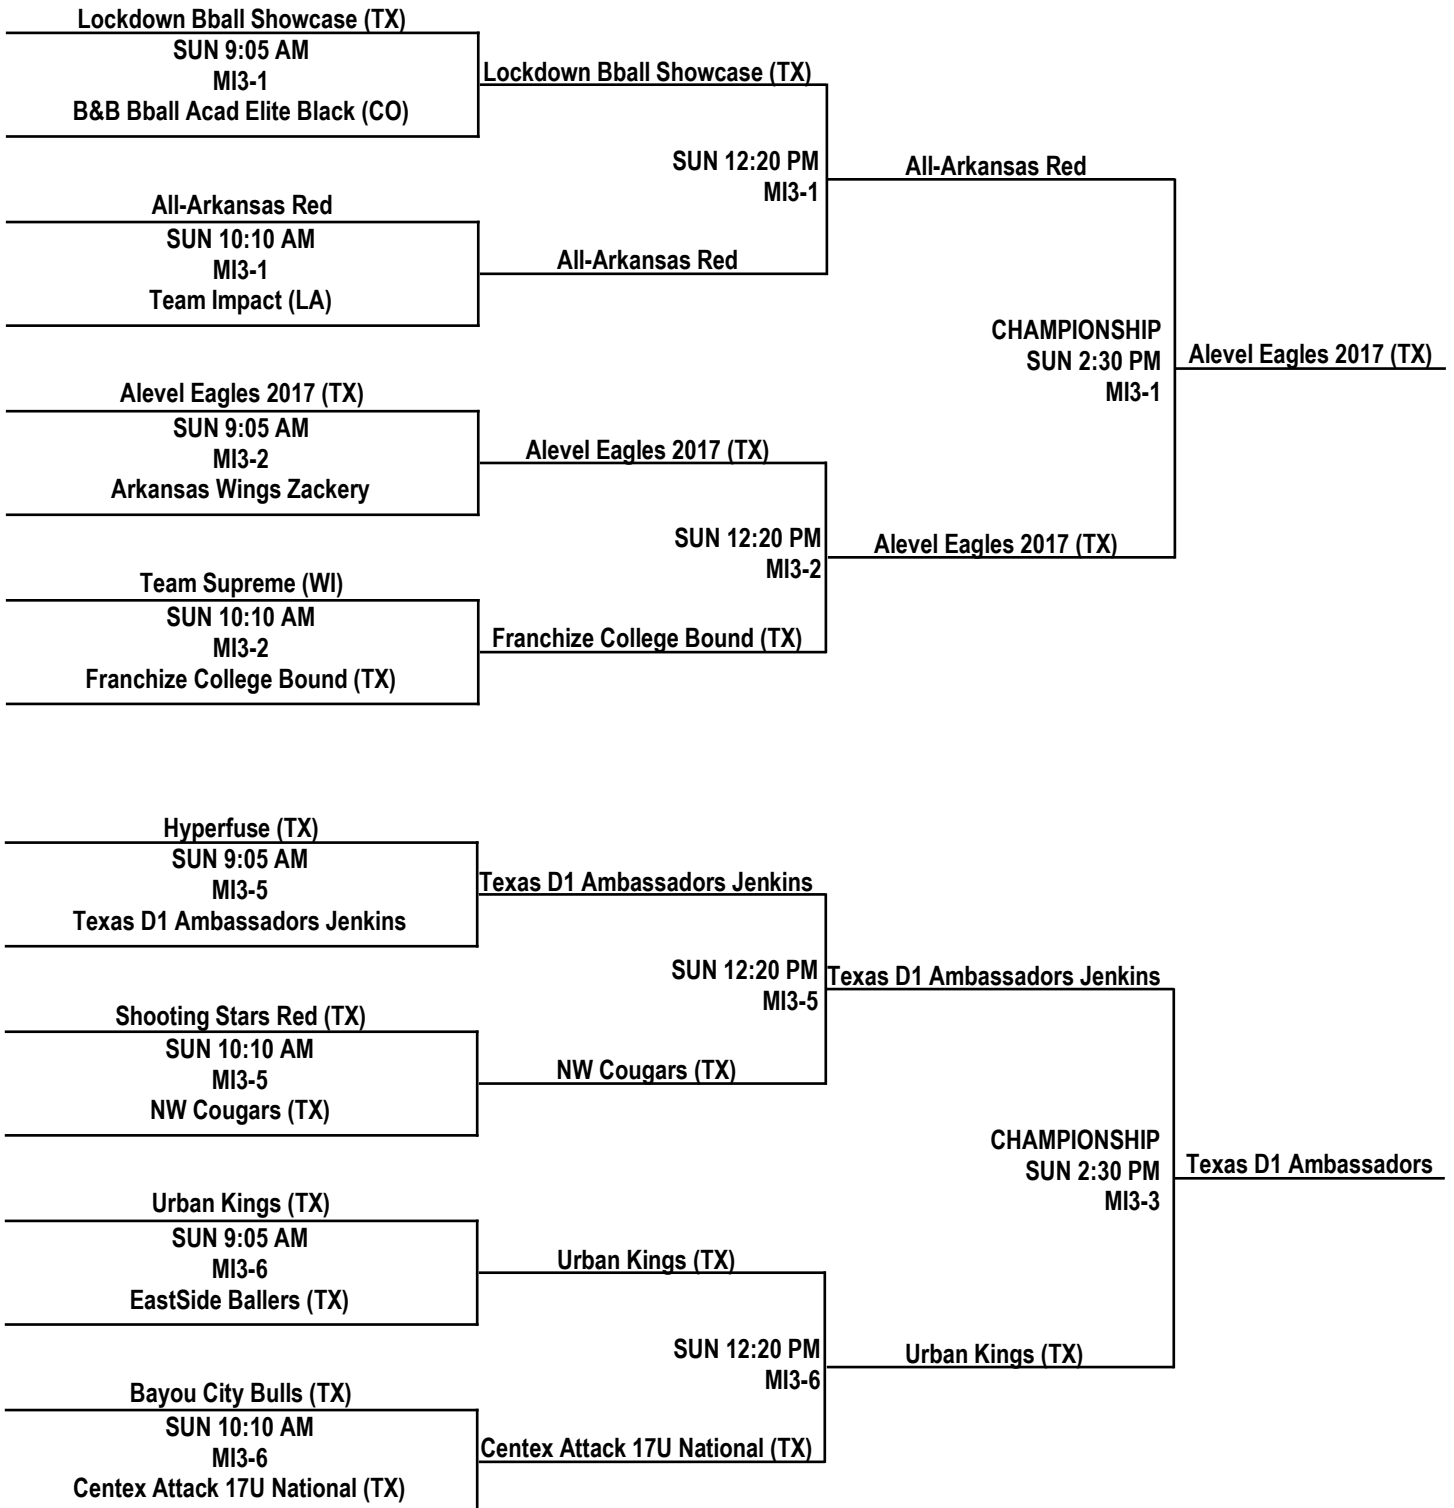 Lockdown Bball Showcase (TX)
SUN 9:05 AM
MI3-1
B&B Bball Acad Elite Black (CO)
Lockdown Bball Showcase (TX)
SUN 12:20 PM
MI3-1
All-Arkansas Red
All-Arkansas Red
SUN 10:10 AM
MI3-1
Team Impact (LA)
All-Arkansas Red
CHAMPIONSHIP
SUN 2:30 PM
MI3-1
Alevel Eagles 2017 (TX)
Alevel Eagles 2017 (TX)
SUN 9:05 AM
MI3-2
Arkansas Wings Zackery
Alevel Eagles 2017 (TX)
SUN 12:20 PM
MI3-2
Alevel Eagles 2017 (TX)
Team Supreme (WI)
SUN 10:10 AM
MI3-2
Franchize College Bound (TX)
Franchize College Bound (TX)
Hyperfuse (TX)
SUN 9:05 AM
MI3-5
Texas D1 Ambassadors Jenkins
Texas D1 Ambassadors Jenkins
SUN 12:20 PM
MI3-5
Texas D1 Ambassadors Jenkins
Shooting Stars Red (TX)
SUN 10:10 AM
MI3-5
NW Cougars (TX)
NW Cougars (TX)
CHAMPIONSHIP
SUN 2:30 PM
MI3-3
Texas D1 Ambassadors
Urban Kings (TX)
SUN 9:05 AM
MI3-6
EastSide Ballers (TX)
Urban Kings (TX)
SUN 12:20 PM
MI3-6
Urban Kings (TX)
Bayou City Bulls (TX)
SUN 10:10 AM
MI3-6
Centex Attack 17U National (TX)
Centex Attack 17U National (TX)